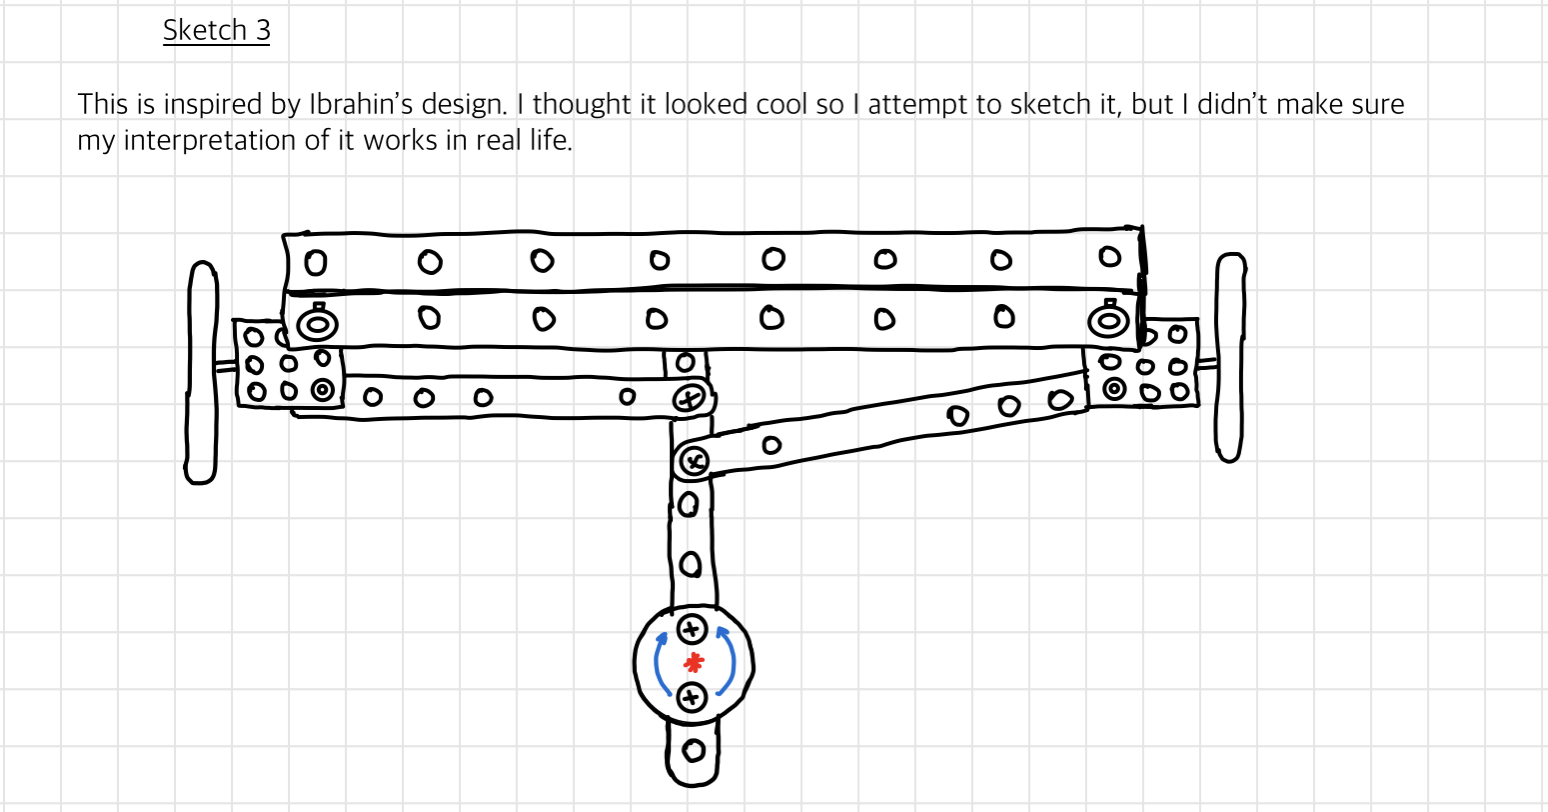 Sketch 3
This is inspired by Ibrahin’s design. I thought it looked cool so I attempt to sketch it, but I didn’t make sure
my interpretation of it works in real life.